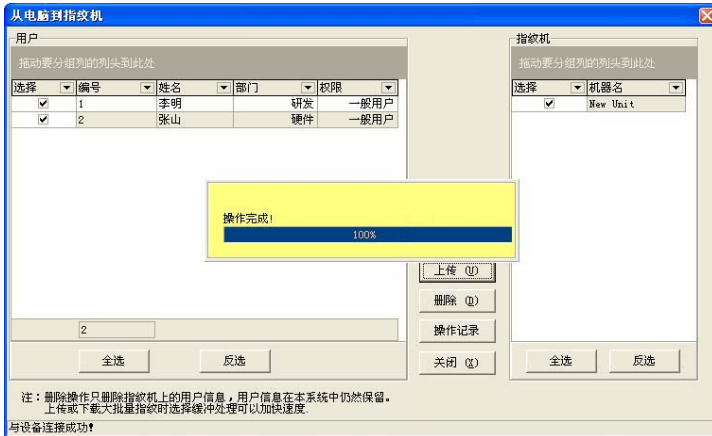 从电脑到指纹机
用户
指纹机
拖动要分组列的列头到此处
拖动要分组列的列头到此处
选择 编号 姓名 部门 权限
选择 机器名
1 李明 研发 一般用户
New Unit
2 张山 硬件 一般用户
操作完成!
100%
上传 (U)
删除 (D)
操作记录
2
全选 反选
关闭 (X)
全选 反选
注：删除操作只删除指纹机上的用户信息，用户信息在本系统中仍然保留。
上传或下载大批量指纹时选择缓冲处理可以加快速度.
与设备连接成功!